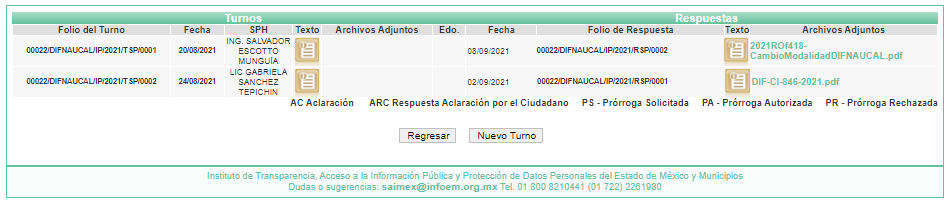 Turnos Respuestas
Folio del Turno Fecha SPH Texto Archivos Adjuntos Edo. Fecha Folio de Respuesta Texto Archivos Adjuntos
00022/DIFNAUCAL/IP/2021/TSP/0001 20/08/2021 ING. SALVADOR ESCOTTO MUNGUÍA 08/09/2021 00022/DIFNAUCAL/IP/2021/RSP/0002 2021ROf418-CambioModalidadDIFNAUCAL.pdf
00022/DIFNAUCAL/IP/2021/TSP/0002 24/08/2021 LIC GABRIELA SANCHEZ TEPICHIN 02/09/2021 00022/DIFNAUCAL/IP/2021/RSP/0001 DIF-CI-846-2021.pdf
AC Aclaración ARC Respuesta Aclaración por el Ciudadano PS - Prórroga Solicitada PA - Prórroga Autorizada PR - Prórroga Rechazada
Regresar Nuevo Turno
Instituto de Transparencia, Acceso a la Información Pública y Protección de Datos Personales del Estado de México y Municipios
Dudas o sugerencias: saimex@infoem.org.mx Tel. 01 800 8210441 (01 722) 2261980